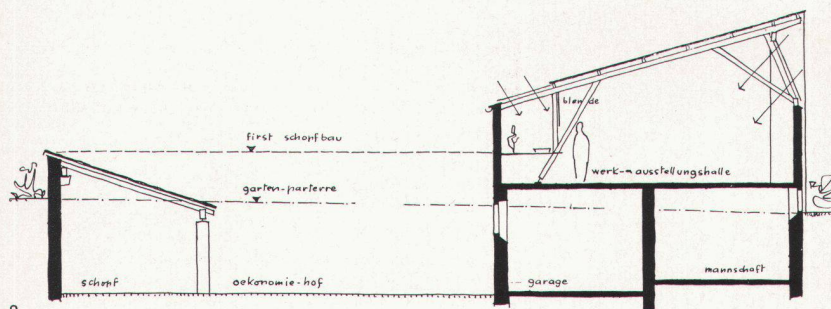 first schopfbau
blende
werk- + ausstellungshalle
garten-parterre
schopf
oekonomie-hof
garage
mannschaft